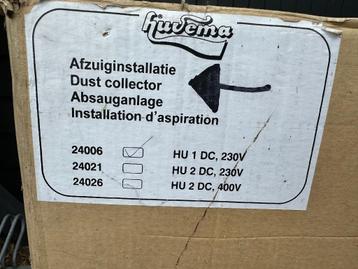 huvema
Afzuiginstallatie
Dust collector
Absauganlage
Installation d'aspiration
24006 HU 1 DC, 230V
24021 HU 2 DC, 230V
24026 HU 2 DC, 400V